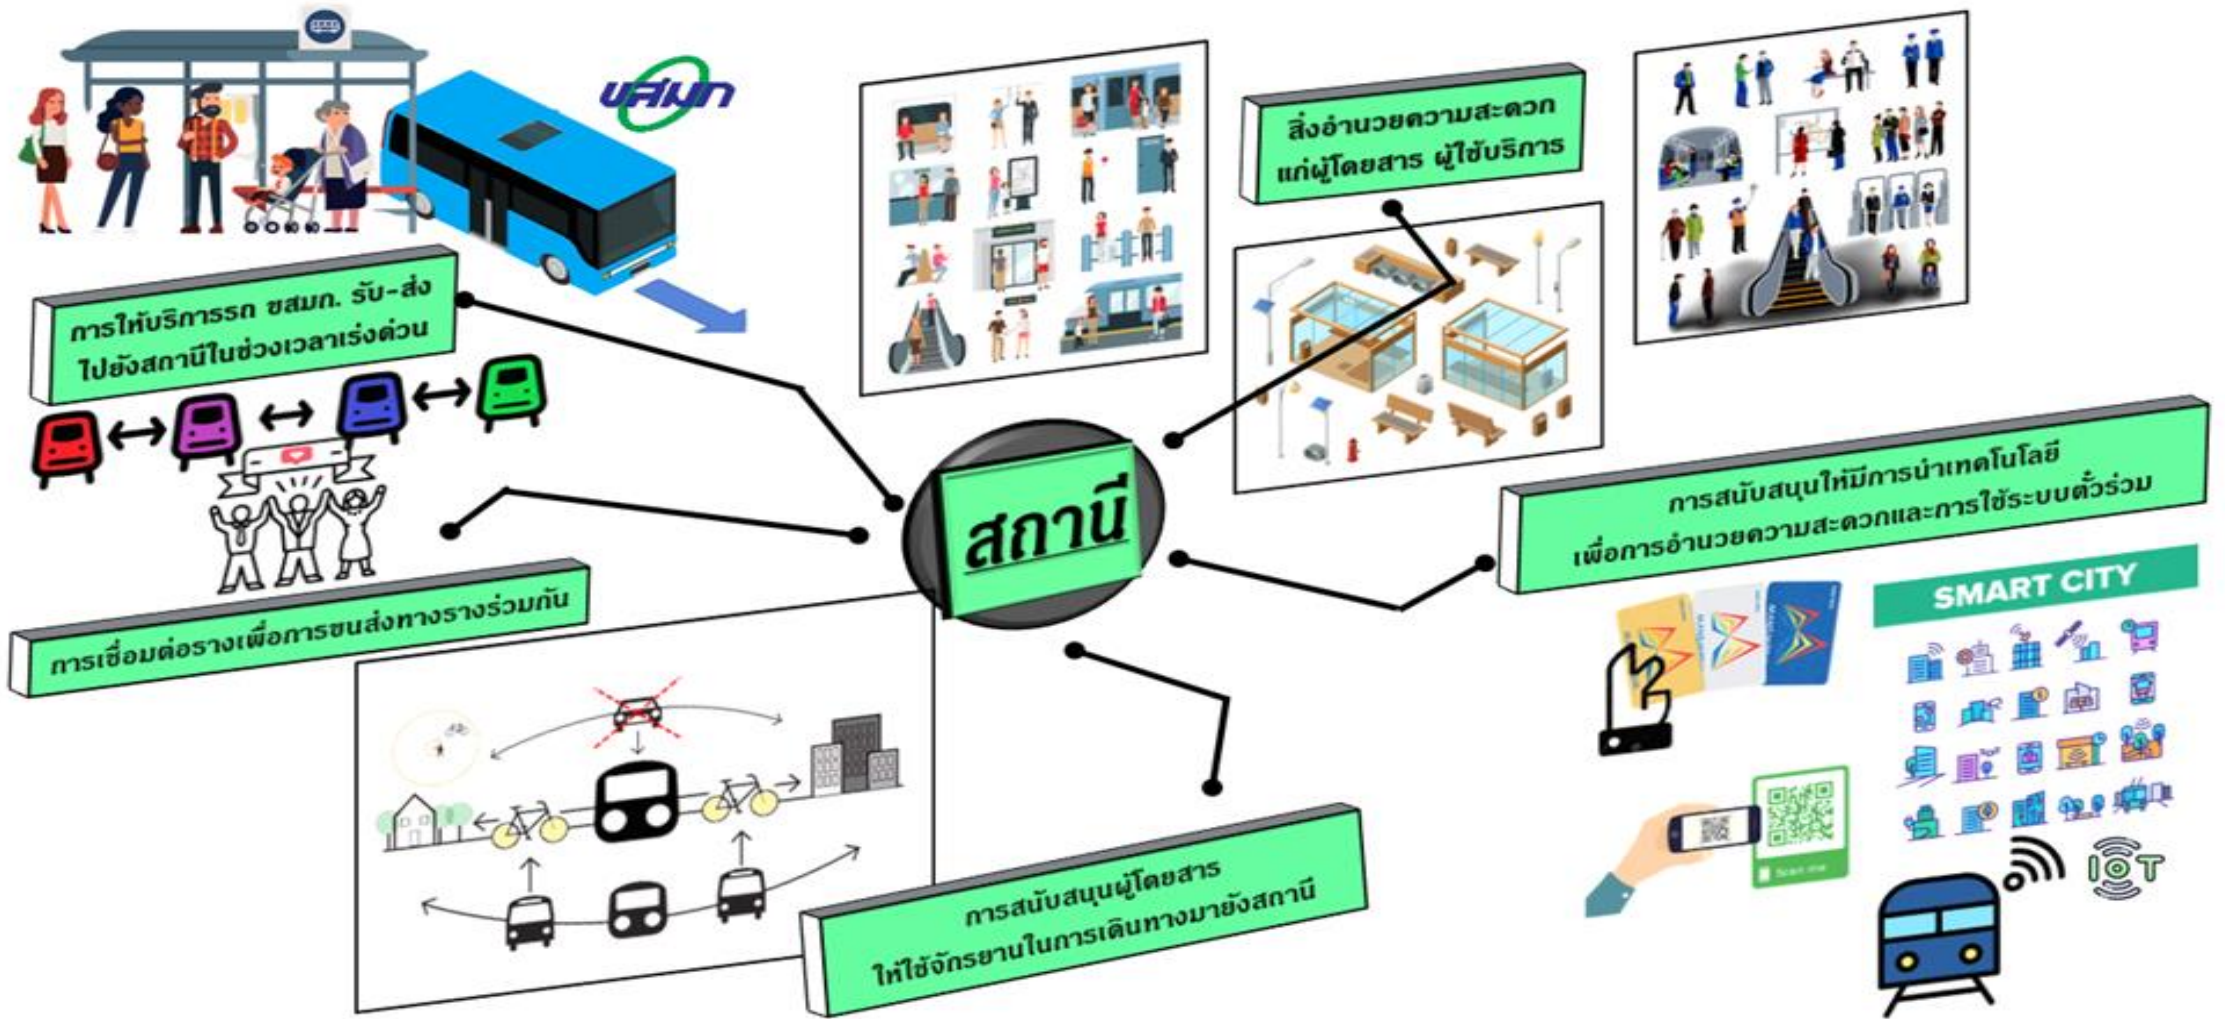 ขสมก
การให้บริการรถ ขสมก. รับ-ส่ง
ไปยังสถานีในช่วงเวลาเร่งด่วน
สิ่งอำนวยความสะดวก
แก่ผู้โดยสาร ผู้ใช้บริการ
สถานี
การสนับสนุนให้มีการนำเทคโนโลยี
เพื่อการอำนวยความสะดวกและการใช้ระบบตั๋วร่วม
การเชื่อมต่อรางเพื่อการขนส่งทางรางร่วมกัน
SMART CITY
Scan me
IOT
การสนับสนุนผู้โดยสาร
ให้ใช้จักรยานในการเดินทางมายังสถานี